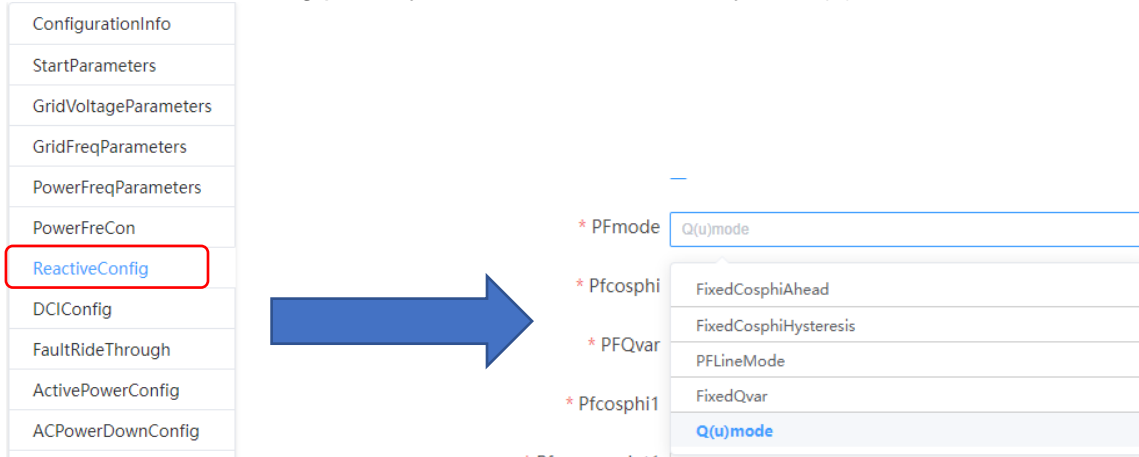 ConfigurationInfo
StartParameters
GridVoltageParameters
GridFreqParameters
PowerFreqParameters
PowerFreCon
ReactiveConfig
DCIConfig
FaultRideThrough
ActivePowerConfig
ACPowerDownConfig
* PFmode
Q(u)mode
* Pfcosphi
FixedCosphiAhead
FixedCosphiHysteresis
* PFQvar
PFLineMode
* Pfcosphi1
FixedQvar
Q(u)mode